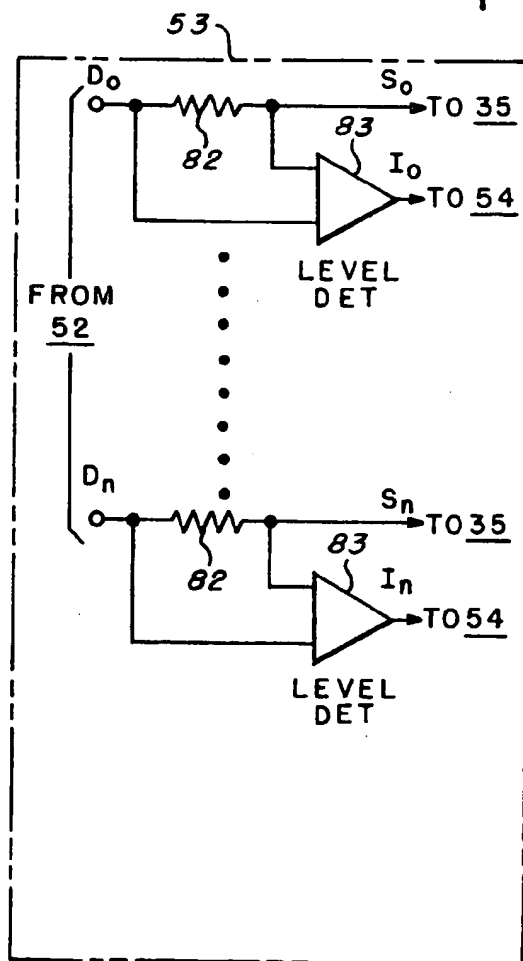 53
D₀
S₀
TO 35
82
83
I₀
TO 54
LEVEL
DET
FROM
52
Dₙ
Sₙ
TO 35
82
83
Iₙ
TO 54
LEVEL
DET